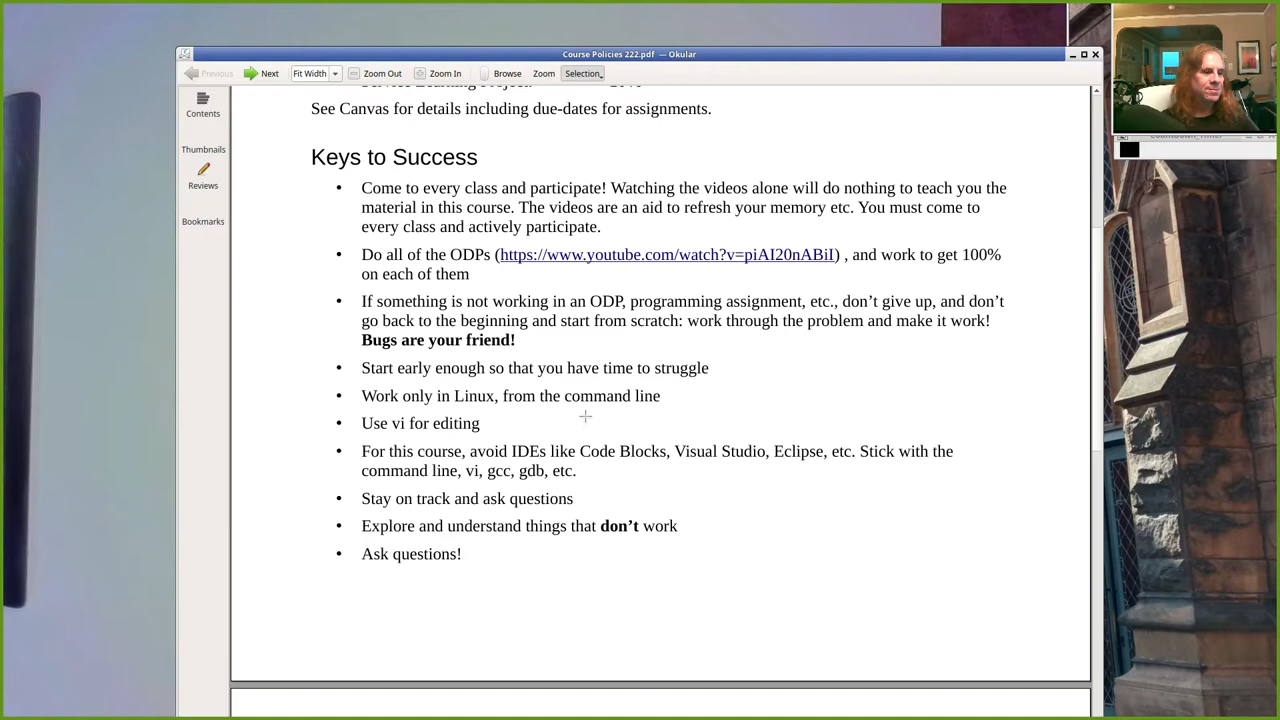 Course Policies 222.pdf — Okular
Previous
Next
Fit Width
Zoom Out
Zoom In
Browse
Zoom
Selection
Contents
Thumbnails
Reviews
Bookmarks
See Canvas for details including due-dates for assignments.
Keys to Success
• Come to every class and participate! Watching the videos alone will do nothing to teach you the
material in this course. The videos are an aid to refresh your memory etc. You must come to
every class and actively participate.
• Do all of the ODPs (https://www.youtube.com/watch?v=piAI20nABiI) , and work to get 100%
on each of them
• If something is not working in an ODP, programming assignment, etc., don’t give up, and don’t
go back to the beginning and start from scratch: work through the problem and make it work!
Bugs are your friend!
• Start early enough so that you have time to struggle
• Work only in Linux, from the command line
• Use vi for editing
• For this course, avoid IDEs like Code Blocks, Visual Studio, Eclipse, etc. Stick with the
command line, vi, gcc, gdb, etc.
• Stay on track and ask questions
• Explore and understand things that don’t work
• Ask questions!